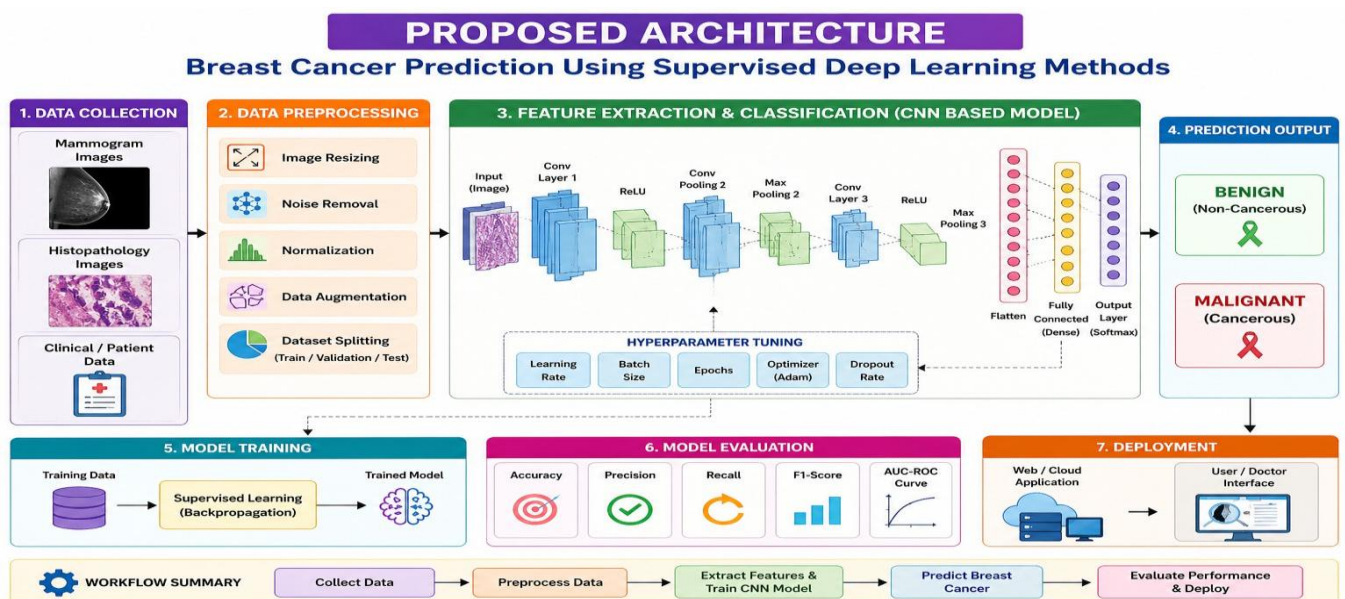 PROPOSED ARCHITECTURE
Breast Cancer Prediction Using Supervised Deep Learning Methods
1. DATA COLLECTION
Mammogram
Images
Histopathology
Images
Clinical / Patient
Data
2. DATA PREPROCESSING
Image Resizing
Noise Removal
Normalization
Data Augmentation
Dataset Splitting
(Train / Validation / Test)
3. FEATURE EXTRACTION & CLASSIFICATION (CNN BASED MODEL)
Input
(Image)
Conv
Layer 1
ReLU
Conv
Pooling 2
Max
Pooling 2
Conv
Layer 3
ReLU
Max
Pooling 3
Flatten
Fully
Connected
(Dense)
Output
Layer
(Softmax)
HYPERPARAMETER TUNING
Learning
Rate
Batch
Size
Epochs
Optimizer
(Adam)
Dropout
Rate
4. PREDICTION OUTPUT
BENIGN
(Non-Cancerous)
MALIGNANT
(Cancerous)
5. MODEL TRAINING
Training Data
Supervised Learning
(Backpropagation)
Trained Model
6. MODEL EVALUATION
Accuracy
Precision
Recall
F1-Score
AUC-ROC
Curve
7. DEPLOYMENT
Web / Cloud
Application
User / Doctor
Interface
WORKFLOW SUMMARY
Collect Data
Preprocess Data
Extract Features &
Train CNN Model
Predict Breast
Cancer
Evaluate Performance
& Deploy